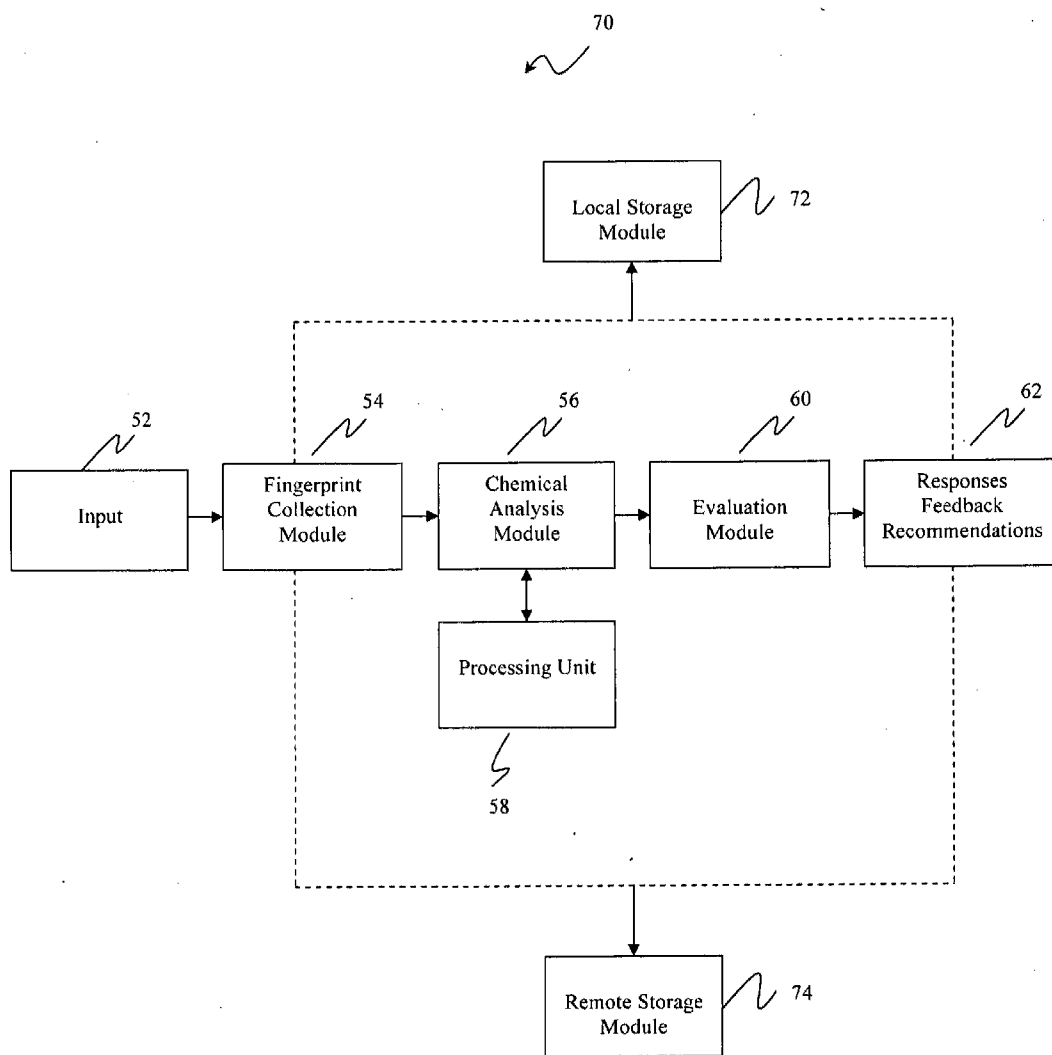 70
Local Storage
Module
72
52
54
56
60
62
Input
Fingerprint
Collection
Module
Chemical
Analysis
Module
Evaluation
Module
Responses
Feedback
Recommendations
Processing Unit
58
Remote Storage
Module
74